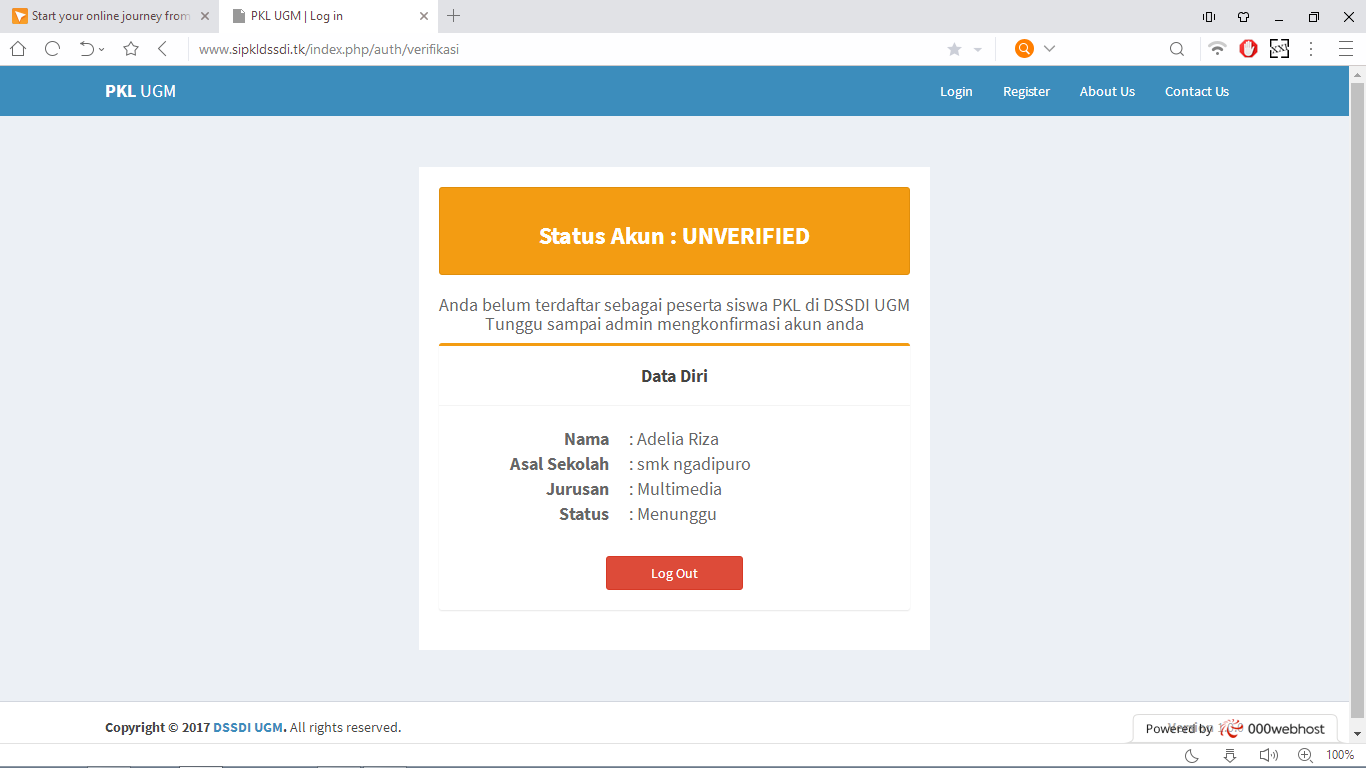 Start your online journey from
PKL UGM | Log in
www.sipkldssdi.tk/index.php/auth/verifikasi
PKL UGM
Login
Register
About Us
Contact Us
Status Akun : UNVERIFIED
Anda belum terdaftar sebagai peserta siswa PKL di DSSDI UGM
Tunggu sampai admin mengkonfirmasi akun anda
Data Diri
Nama : Adelia Riza
Asal Sekolah : smk ngadipuro
Jurusan : Multimedia
Status : Menunggu
Log Out
Copyright © 2017 DSSDI UGM. All rights reserved.
Powered by 000webhost
100%